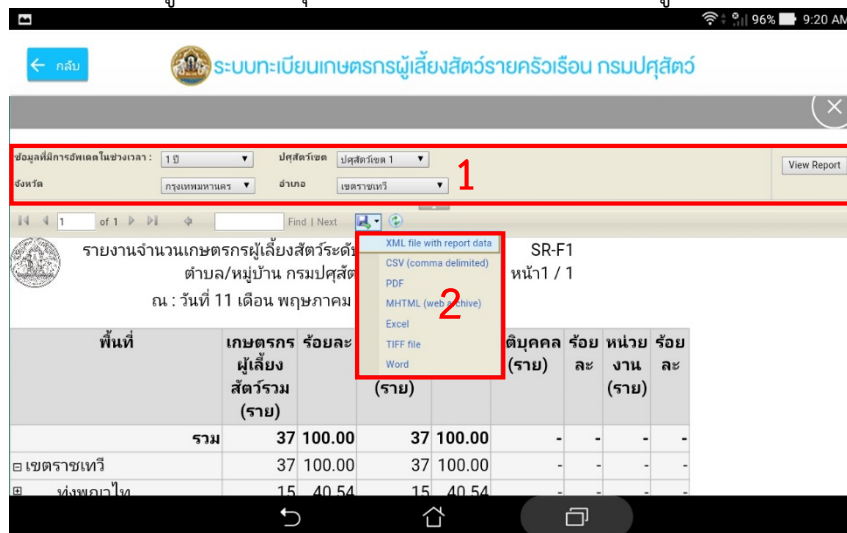 96% 9:20 AM
← กลับ
ระบบทะเบียนเกษตรกรผู้เลี้ยงสัตว์รายครัวเรือน กรมปศุสัตว์
ข้อมูลที่มีการอัพเดตในช่วงเวลา : 1 ปี ปศุสัตว์เขต ปศุสัตว์เขต 1
จังหวัด กรุงเทพมหานคร อำเภอ เขตราชเทวี
1
View Report
1 of 1 Find | Next
XML file with report data
CSV (comma delimited)
PDF
MHTML (web archive)
Excel
TIFF file
Word
2
รายงานจำนวนเกษตรกรผู้เลี้ยงสัตว์ระดับ SR-F1
ตำบล/หมู่บ้าน กรมปศุสัต หน้า1 / 1
ณ : วันที่ 11 เดือน พฤษภาคม
พื้นที่ เกษตรกรผู้เลี้ยงสัตว์รวม (ราย) ร้อยละ (ราย) ติบุคคล (ราย) ร้อยละ หน่วยงาน (ราย) ร้อยละ
รวม 37 100.00 37 100.00 - - - -
เขตราชเทวี 37 100.00 37 100.00 - - - -
ทุ่งพญาไท 15 40.54 15 40.54 - - - -